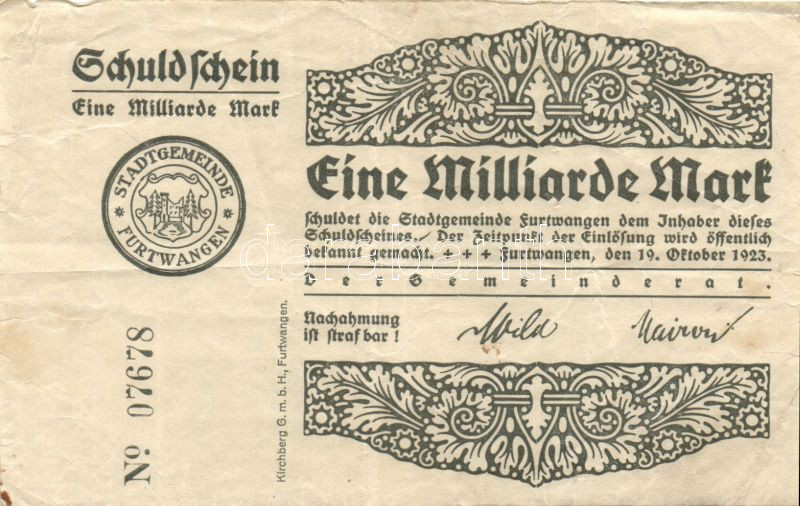 Schuldschein
Eine Milliarde Mark
STADTGEMEINDE
FURTWANGEN
Nº 07678
Kirchberg G. m. b. H., Furtwangen.
Eine Milliarde Mark
schuldet die Stadtgemeinde Furtwangen dem Inhaber dieses
Schuldscheines. / Der Zeitpunkt der Einlösung wird öffentlich
bekannt gemacht. + + + Furtwangen, den 19. Oktober 1923.
Der Gemeinderat.
Nachahmung
ist strafbar!
Wild
darabanth